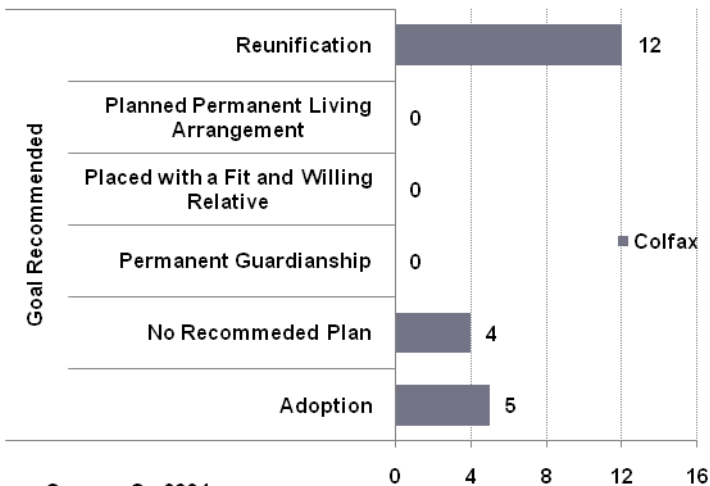 Reunification
12
Planned Permanent Living
Arrangement
0
Placed with a Fit and Willing
Relative
0
Permanent Guardianship
0
No Recommeded Plan
4
Adoption
5
Goal Recommended
Colfax
0 4 8 12 16